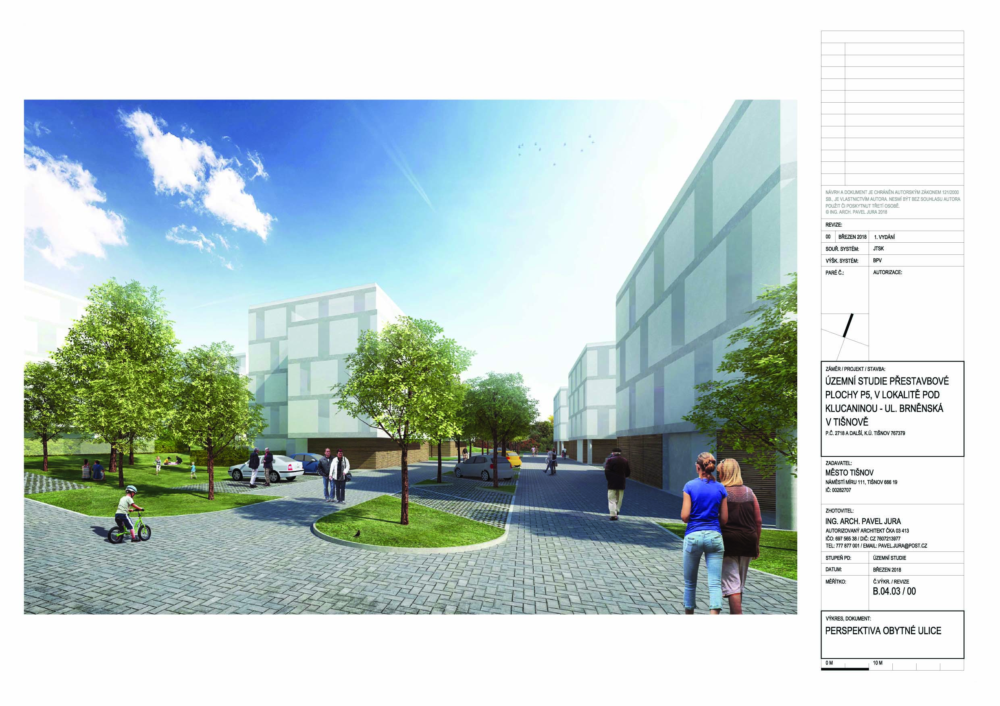 NÁVRH A DOKUMENT JE CHRÁNĚN AUTORSKÝM ZÁKONEM 121/2000
SB., JE VLASTNICTVÍM AUTORA. NESMÍ BÝT BEZ SOUHLASU AUTORA
POUŽIT ČI POSKYTNUT TŘETÍ OSOBĚ.
© ING. ARCH. PAVEL JURA 2018
REVIZE:
00 BŘEZEN 2018 1. VYDÁNÍ
SOUŘ. SYSTÉM: JTSK
VÝŠK. SYSTÉM: BPV
PARÉ Č.: AUTORIZACE:
ZÁMĚR / PROJEKT / STAVBA:
ÚZEMNÍ STUDIE PŘESTAVBOVÉ
PLOCHY P5, V LOKALITĚ POD
KLUCANINOU - UL. BRNĚNSKÁ
V TIŠNOVĚ
P.Č. 2718 A DALŠÍ, K.Ú. TIŠNOV 767379
ZADAVATEL:
MĚSTO TIŠNOV
NÁMĚSTÍ MÍRU 111, TIŠNOV 666 19
IČ: 00282707
ZHOTOVITEL:
ING. ARCH. PAVEL JURA
AUTORIZOVANÝ ARCHITEKT ČKA 03 413
IČO: 697 565 38 / DIČ: CZ 7607213977
TEL: 777 877 001 / EMAIL: PAVEL.JURA@POST.CZ
STUPEŇ PD: ÚZEMNÍ STUDIE
DATUM: BŘEZEN 2018
MĚŘÍTKO: Č.VÝKR. / REVIZE
B.04.03 / 00
VÝKRES, DOKUMENT:
PERSPEKTIVA OBYTNÉ ULICE
0 M 10 M